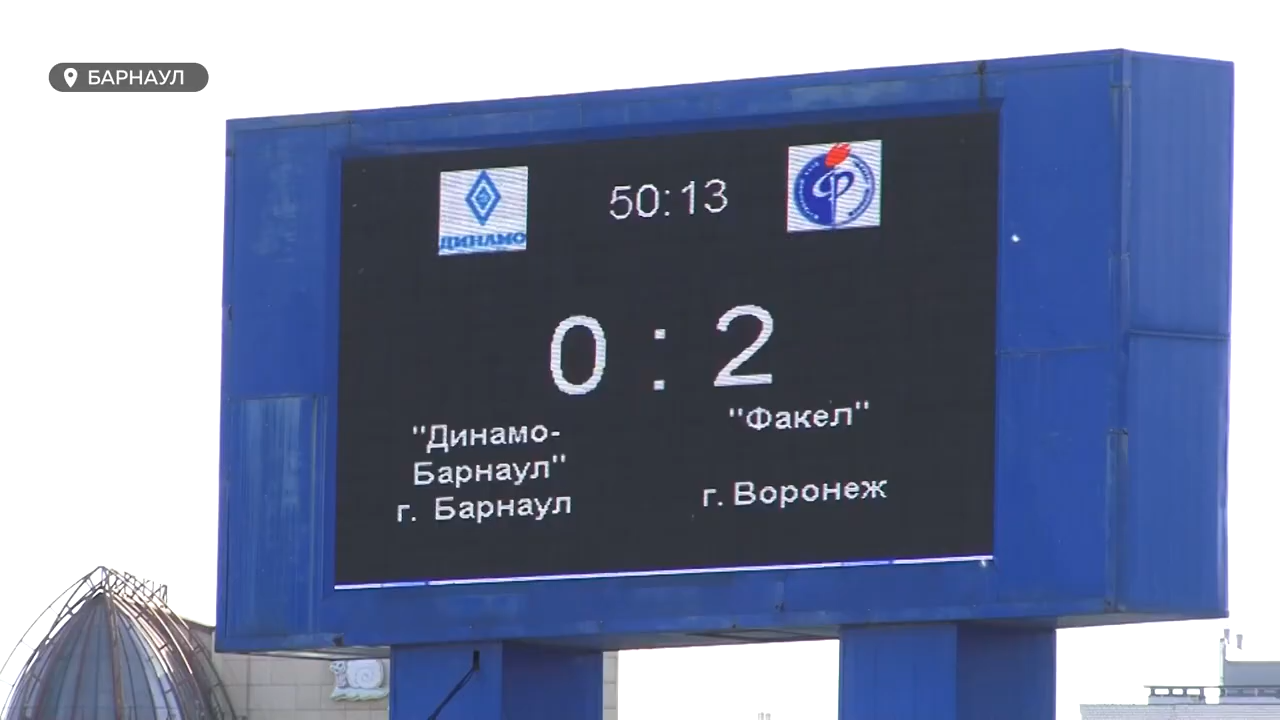 БАРНАУЛ
ДИНАМО
50:13
0 : 2
"Динамо-
Барнаул"
г. Барнаул
"Факел"
г. Воронеж